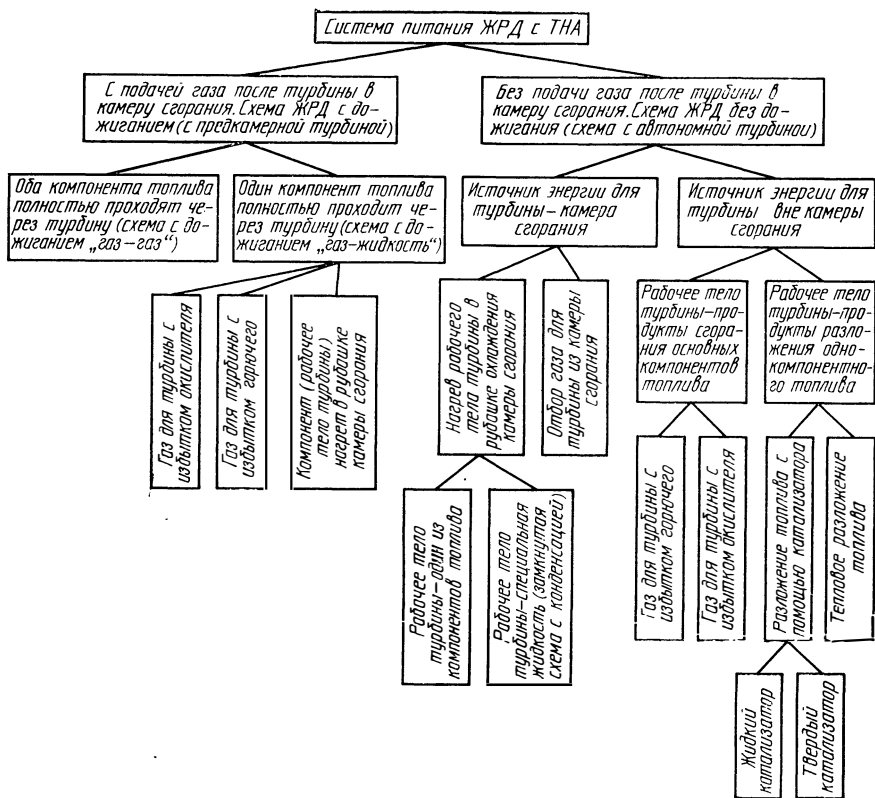 Система питания ЖРД с ТНА
С подачей газа после турбины в
камеру сгорания. Схема ЖРД с до-
жиганием (с предкамерной турбиной)
Без подачи газа после турбины в
камеру сгорания. Схема ЖРД без до-
жигания (схема с автономной турбиной)
Оба компонента топлива
полностью проходят че-
рез турбину (схема с до-
жиганием „газ-газ“)
Один компонент топлива
полностью проходит че-
рез турбину (схема с до-
жиганием „газ-жидкость“)
Источник энергии для
турбины – камера
сгорания
Источник энергии для
турбины вне камеры
сгорания
Газ для турбины с
избытком окислителя
Газ для турбины с
избытком горючего
Компонент (рабочее
тело турбины)
нагрет в рубашке
камеры сгорания
Нагрев рабочего
тела турбины в
рубашке охлаждения
камеры сгорания
Отбор газа для
турбины из камеры
сгорания
Рабочее тело
турбины-про-
дукты сгора-
ния основных
компонентов
топлива
Рабочее тело
турбины-про-
дукты разло-
жения одно-
компонентно-
го топлива
Рабочее тело
турбины-один из
компонентов топлива
Рабочее тело
турбины-специальная
жидкость (замкнутая
схема с конденсацией)
Газ для турбины с
избытком горючего
Газ для турбины с
избытком окислителя
Разложение топлива с
помощью катализатора
Тепловое разложение
топлива
Жидкий
катализатор
Твердый
катализатор